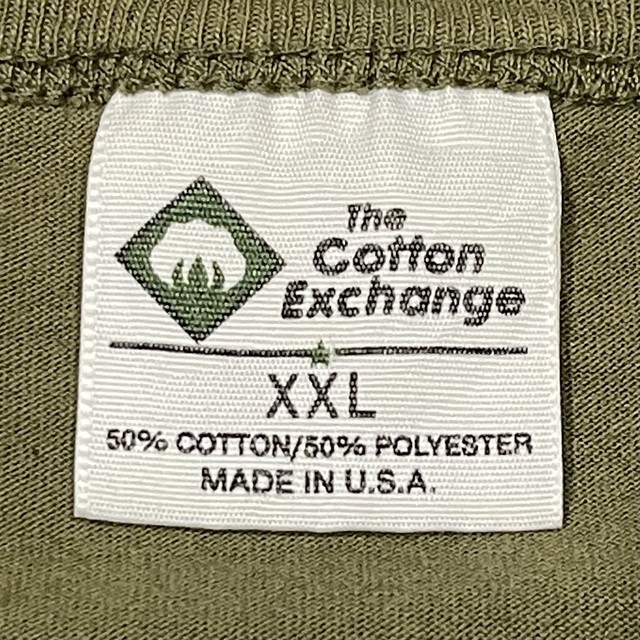 The
Cotton
Exchange
XXL
50% COTTON/50% POLYESTER
MADE IN U.S.A.